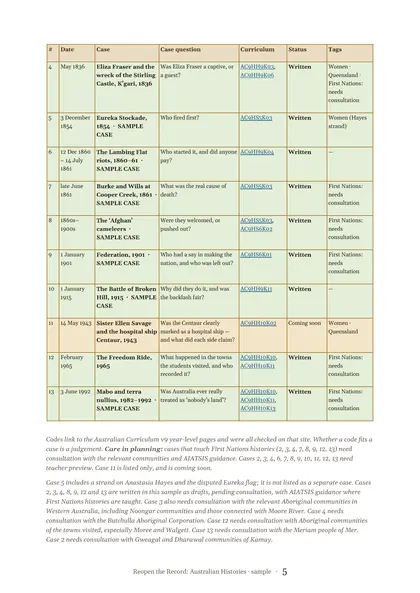 # Date Case Case question Curriculum Status Tags
4 May 1836 Eliza Fraser and the Was Eliza Fraser a captive, or AC9HH9K03, Written Women ·
wreck of the Stirling a guest? AC9HH9K06 Queensland ·
Castle, K'gari, 1836 First Nations:
needs
consultation
5 3 December Eureka Stockade, Who fired first? AC9HS5K03 Written Women (Hayes
1854 1854 · SAMPLE strand)
CASE
6 12 Dec 1860 The Lambing Flat Who started it, and did anyone AC9HH9K04 Written —
– 14 July riots, 1860–61 · pay?
1861 SAMPLE CASE
7 late June Burke and Wills at What was the real cause of AC9HS5K03 Written First Nations:
1861 Cooper Creek, 1861 · death? needs
SAMPLE CASE consultation
8 1860s– The 'Afghan' Were they welcomed, or AC9HS5K03, Written First Nations:
1900s cameleers · pushed out? AC9HS6K02 needs
SAMPLE CASE consultation
9 1 January Federation, 1901 · Who had a say in making the AC9HS6K01 Written First Nations:
1901 SAMPLE CASE nation, and who was left out? needs
consultation
10 1 January The Battle of Broken Why did they do it, and was AC9HH9K11 Written —
1915 Hill, 1915 · SAMPLE the backlash fair?
CASE
11 14 May 1943 Sister Ellen Savage Was the Centaur clearly AC9HH10K02 Coming soon Women ·
and the hospital ship marked as a hospital ship – Queensland
Centaur, 1943 and what did each side claim?
12 February The Freedom Ride, What happened in the towns AC9HH10K10, Written First Nations:
1965 1965 the students visited, and who AC9HH10K11 needs
recorded it? consultation
13 3 June 1992 Mabo and terra Was Australia ever really AC9HH10K10, Written First Nations:
nullius, 1982–1992 · treated as 'nobody's land'? AC9HH10K11, needs
SAMPLE CASE AC9HH10K13 consultation
Codes link to the Australian Curriculum v9 year-level pages and were all checked on that site. Whether a code fits a
case is a judgement. Care in planning: cases that touch First Nations histories (2, 3, 4, 7, 8, 9, 12, 13) need
consultation with the relevant communities and AIATSIS guidance. Cases 2, 3, 4, 6, 7, 8, 9, 10, 11, 12, 13 need
teacher preview. Case 11 is listed only, and is coming soon.
Case 5 includes a strand on Anastasia Hayes and the disputed Eureka flag; it is not listed as a separate case. Cases
2, 3, 4, 8, 9, 12 and 13 are written in this sample as drafts, pending consultation, with AIATSIS guidance where
First Nations histories are taught. Case 3 also needs consultation with the relevant Aboriginal communities in
Western Australia, including Noongar communities and those connected with Moore River. Case 4 needs
consultation with the Butchulla Aboriginal Corporation. Case 12 needs consultation with Aboriginal communities
of the towns visited, especially Moree and Walgett. Case 13 needs consultation with the Meriam people of Mer.
Case 2 needs consultation with Gweagal and Dharawal communities of Kamay.
Reopen the Record: Australian Histories · sample · 5